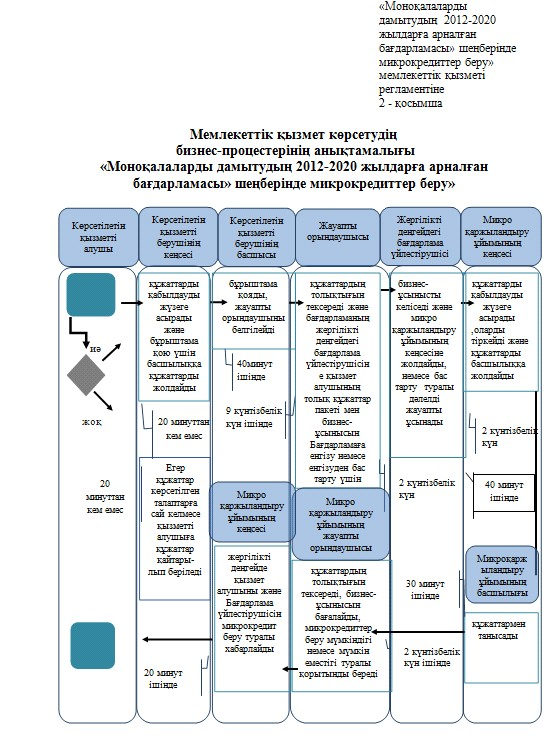 «Моноқалаларды
дамытудың 2012-2020
жылдарға арналған
бағдарламасы» шеңберінде
микрокредиттер беру»
мемлекеттік қызметі
регламентіне
2 - қосымша
Мемлекеттік қызмет көрсетудің
бизнес-процестерінің анықтамалығы
«Моноқалаларды дамытудың 2012-2020 жылдарға арналған
бағдарламасы» шеңберінде микрокредиттер беру»
Көрсетілетін
қызметті
алушы
Көрсетілетін
қызметті
берушінің
кеңсесі
Көрсетілетін
қызметті
берушінің
басшысы
Жауапты
орындаушысы
Жергілікті
деңгейдегі
бағдарлама
үйлестірушісі
Микро
қаржыландыру
ұйымының
кеңсесі
иә
жоқ
20
минуттан
кем емес
құжаттарды
қабылдауды
жүзеге
асырады
және
бұрыштама
қою үшін
басшылыққа
құжаттарды
жолдайды
20 минуттан
кем емес
Егер
құжаттар
көрсетілген
талаптарға
сай келмесе
қызметті
алушыға
құжаттар
қайтары-
лып беріледі
20 минут
ішінде
бұрыштама
қояды,
жауапты
орындаушыны
белгілейді
40минут
ішінде
9 күнтізбелік
күн ішінде
Микро
қаржыландыру
ұйымының
кеңсесі
жергілікті
деңгейде
қызмет
алушыны және
Бағдарлама
үйлестірушісін
микрокредит
беру туралы
хабарлайды
құжаттардың
толықтығын
тексереді және
бағдарламаның
жергілікті
деңгейдегі
бағдарлама
үйлестірушісін
е қызмет
алушының
толық құжаттар
пакеті мен
бизнес-
ұсынысын
Бағдарламаға
енгізу немесе
енгізуден бас
тарту үшін
Микро
қаржыландыру
ұйымының
жауапты
орындаушысы
құжаттардың
толықтығын
тексереді, бизнес-
ұсынысын
бағалайды,
микрокредиттер
беру мүмкіндігі
немесе мүмкін
еместігі туралы
қорытынды береді
бизнес-
ұсынысты
келіседі және
микро
қаржыландыру
ұйымының
кеңсесіне
жолдайды,
немесе бас
тарту туралы
дәлелді
жауапты
ұсынады
2 күнтізбелік
күн
30 минут
ішінде
2 күнтізбелік
күн ішінде
құжаттарды
қабылдауды
жүзеге
асырады
,оларды
тіркейді және
құжаттарды
басшылыққа
жолдайды
2 күнтізбелік
күн
40 минут
ішінде
Микроқарж
ыландыру
ұйымының
басшылығы
құжаттармен
танысады